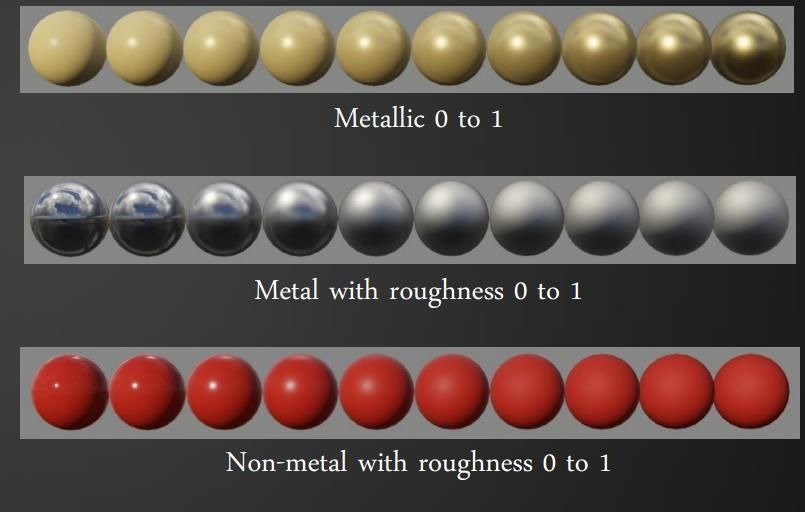 Metallic 0 to 1
Metal with roughness 0 to 1
Non-metal with roughness 0 to 1